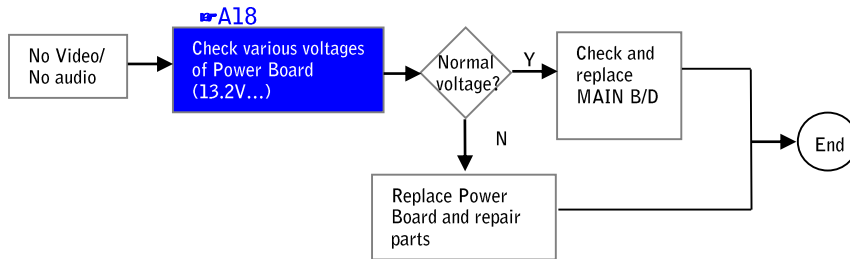 ☛A18
No Video/
No audio
Check various voltages
of Power Board
(13.2V...)
Normal
voltage?
Y
Check and
replace
MAIN B/D
End
N
Replace Power
Board and repair
parts